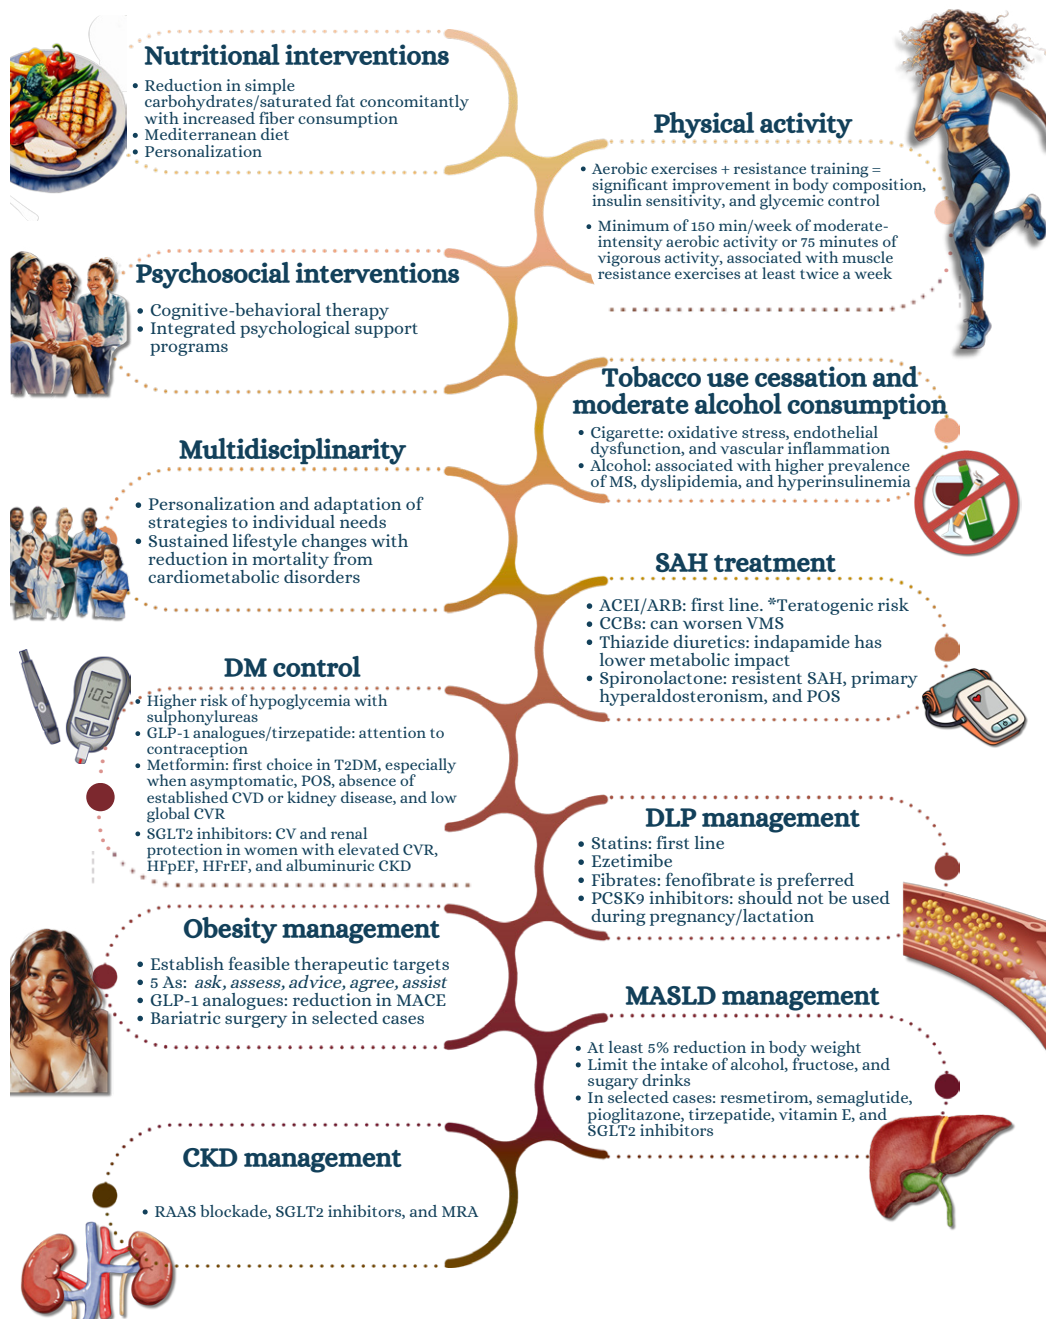 Nutritional interventions
• Reduction in simple
carbohydrates/saturated fat concomitantly
with increased fiber consumption
• Mediterranean diet
• Personalization
Physical activity
• Aerobic exercises + resistance training =
significant improvement in body composition,
insulin sensitivity, and glycemic control
• Minimum of 150 min/week of moderate-
intensity aerobic activity or 75 minutes of
vigorous activity, associated with muscle
resistance exercises at least twice a week
Psychosocial interventions
• Cognitive-behavioral therapy
• Integrated psychological support
programs
Tobacco use cessation and
moderate alcohol consumption
• Cigarette: oxidative stress, endothelial
dysfunction, and vascular inflammation
• Alcohol: associated with higher prevalence
of MS, dyslipidemia, and hyperinsulinemia
Multidisciplinarity
• Personalization and adaptation of
strategies to individual needs
• Sustained lifestyle changes with
reduction in mortality from
cardiometabolic disorders
SAH treatment
• ACEI/ARB: first line. *Teratogenic risk
• CCBs: can worsen VMS
• Thiazide diuretics: indapamide has
lower metabolic impact
• Spironolactone: resistent SAH, primary
hyperaldosteronism, and POS
DM control
102
• Higher risk of hypoglycemia with
sulphonylureas
• GLP-1 analogues/tirzepatide: attention to
contraception
• Metformin: first choice in T2DM, especially
when asymptomatic, POS, absence of
established CVD or kidney disease, and low
global CVR
• SGLT2 inhibitors: CV and renal
protection in women with elevated CVR,
HFpEF, HFrEF, and albuminuric CKD
DLP management
• Statins: first line
• Ezetimibe
• Fibrates: fenofibrate is preferred
• PCSK9 inhibitors: should not be used
during pregnancy/lactation
Obesity management
• Establish feasible therapeutic targets
• 5 As: ask, assess, advice, agree, assist
• GLP-1 analogues: reduction in MACE
• Bariatric surgery in selected cases
MASLD management
• At least 5% reduction in body weight
• Limit the intake of alcohol, fructose, and
sugary drinks
• In selected cases: resmetirom, semaglutide,
pioglitazone, tirzepatide, vitamin E, and
SGLT2 inhibitors
CKD management
• RAAS blockade, SGLT2 inhibitors, and MRA